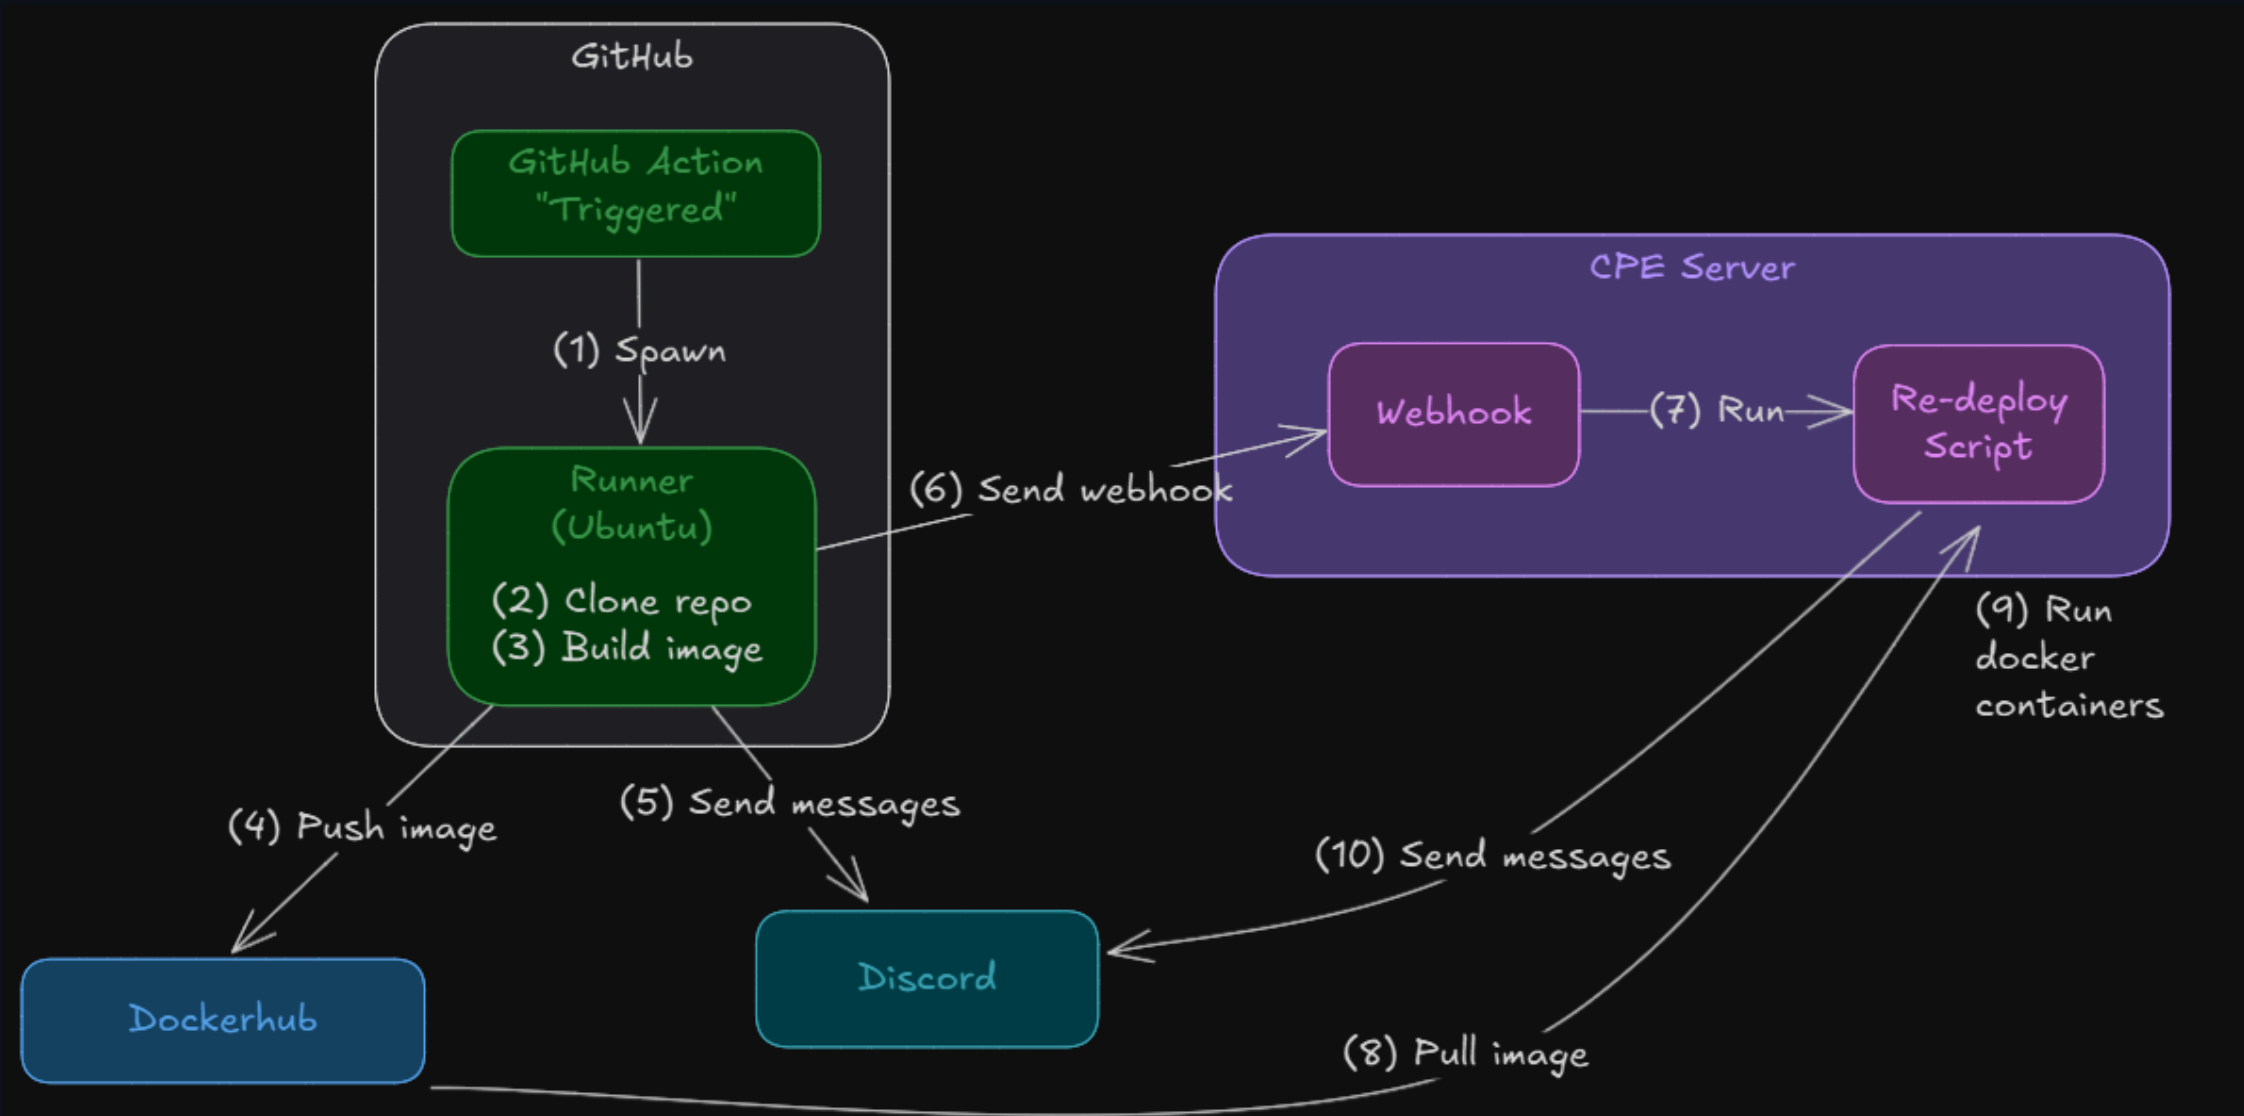 GitHub
GitHub Action
"Triggered"
(1) Spawn
Runner
(Ubuntu)
(2) Clone repo
(3) Build image
(4) Push image
(5) Send messages
(6) Send webhook
CPE Server
Webhook
(7) Run
Re-deploy
Script
(9) Run
docker
containers
(10) Send messages
(8) Pull image
Dockerhub
Discord